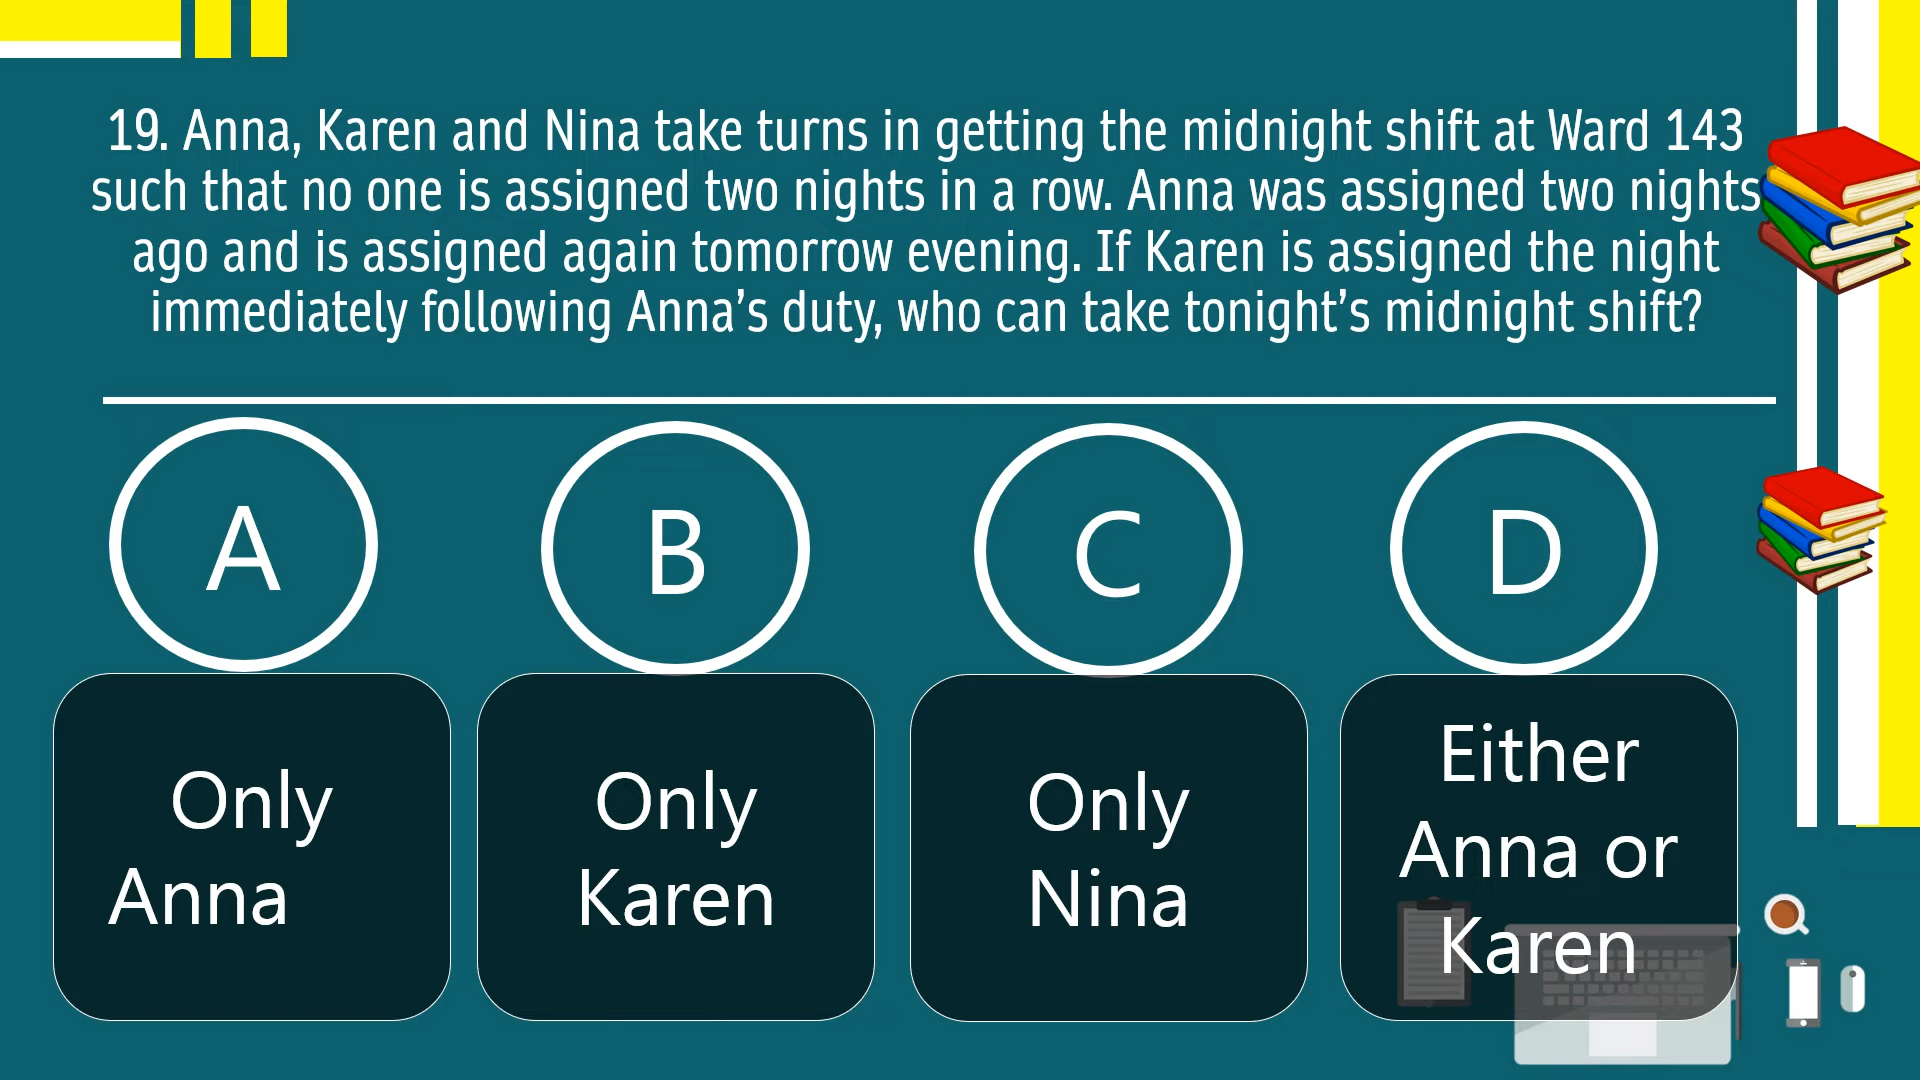 19. Anna, Karen and Nina take turns in getting the midnight shift at Ward 143
such that no one is assigned two nights in a row. Anna was assigned two nights
ago and is assigned again tomorrow evening. If Karen is assigned the night
immediately following Anna’s duty, who can take tonight’s midnight shift?
A
B
C
D
Only
Anna
Only
Karen
Only
Nina
Either
Anna or
Karen